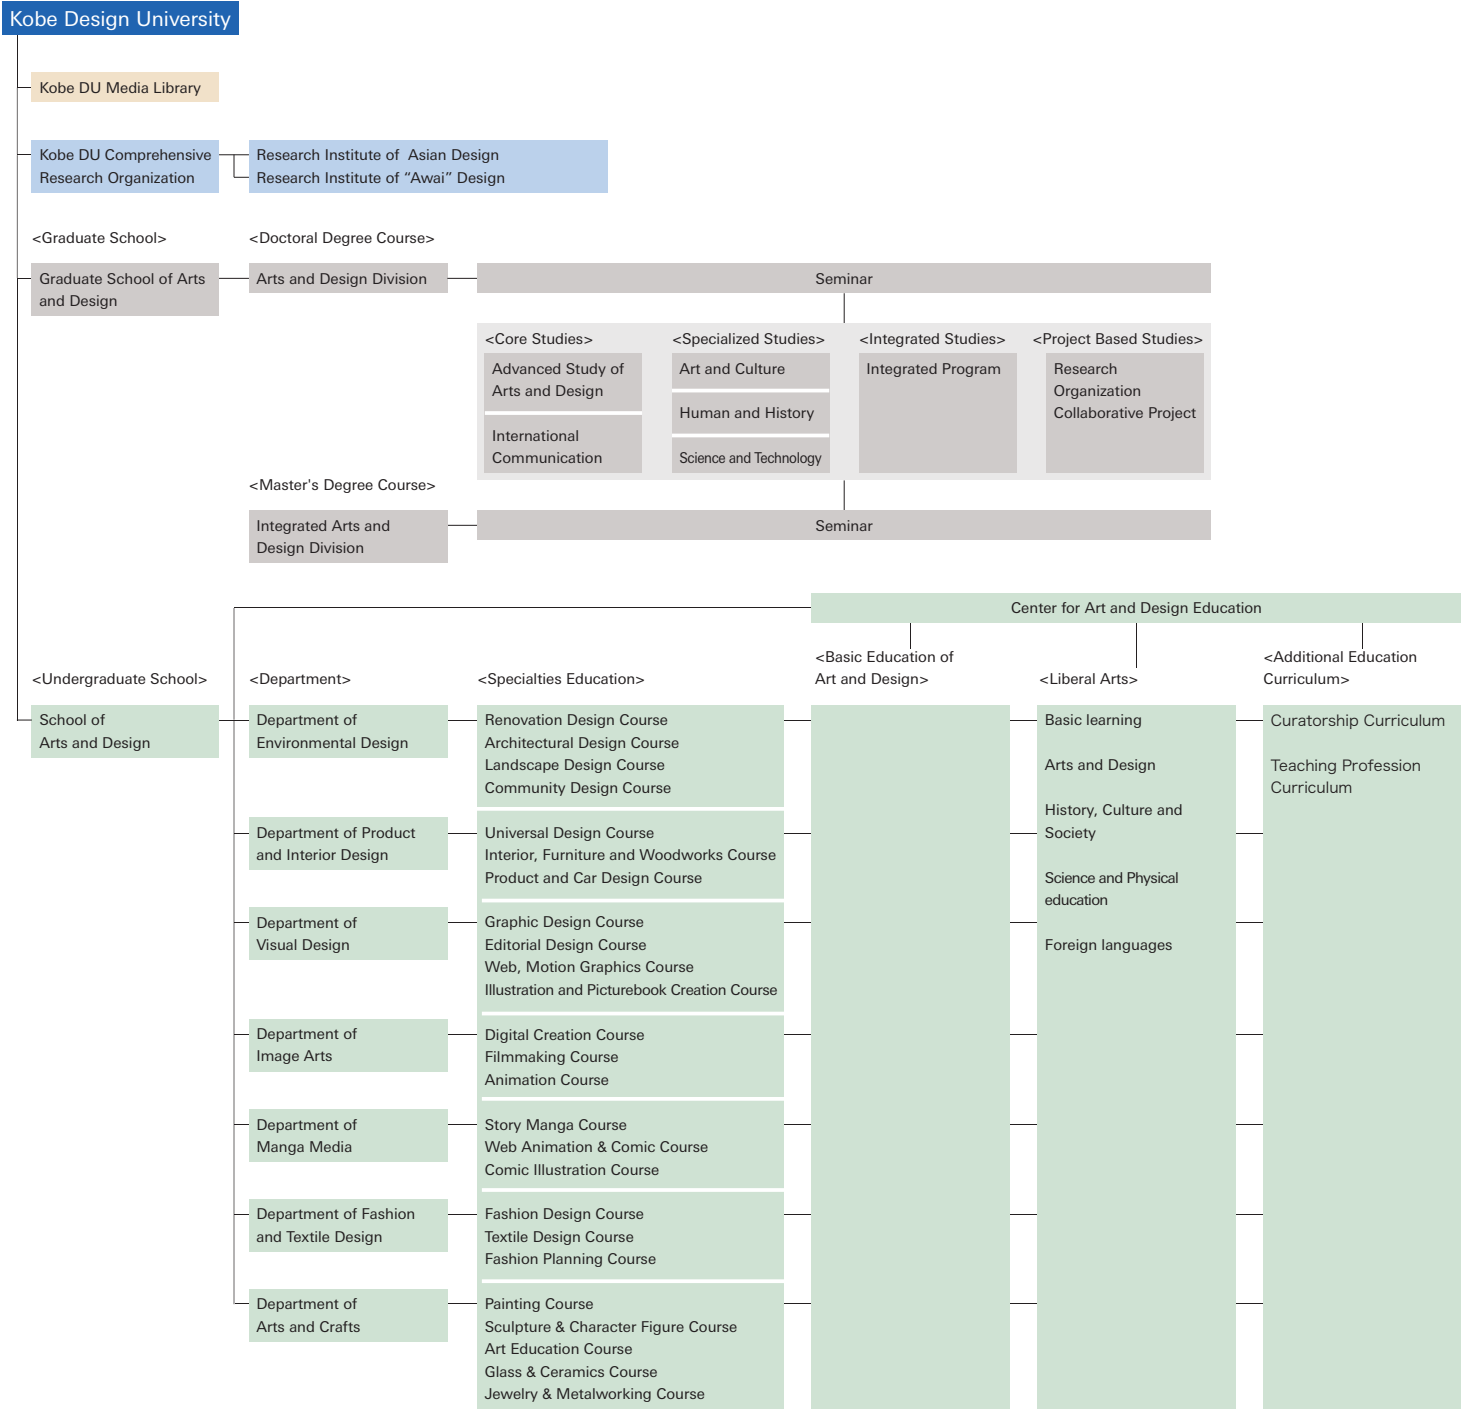 Kobe Design University
Kobe DU Media Library
Kobe DU Comprehensive
Research Organization
Research Institute of Asian Design
Research Institute of “Awai” Design
<Graduate School>
<Doctoral Degree Course>
Graduate School of Arts
and Design
Arts and Design Division
Seminar
<Core Studies>
Advanced Study of
Arts and Design
International
Communication
<Specialized Studies>
Art and Culture
Human and History
Science and Technology
<Integrated Studies>
Integrated Program
<Project Based Studies>
Research
Organization
Collaborative Project
<Master's Degree Course>
Integrated Arts and
Design Division
Seminar
Center for Art and Design Education
<Undergraduate School>
<Department>
<Specialties Education>
<Basic Education of
Art and Design>
<Liberal Arts>
<Additional Education
Curriculum>
School of
Arts and Design
Department of
Environmental Design
Renovation Design Course
Architectural Design Course
Landscape Design Course
Community Design Course
Department of Product
and Interior Design
Universal Design Course
Interior, Furniture and Woodworks Course
Product and Car Design Course
Department of
Visual Design
Graphic Design Course
Editorial Design Course
Web, Motion Graphics Course
Illustration and Picturebook Creation Course
Department of
Image Arts
Digital Creation Course
Filmmaking Course
Animation Course
Department of
Manga Media
Story Manga Course
Web Animation & Comic Course
Comic Illustration Course
Department of Fashion
and Textile Design
Fashion Design Course
Textile Design Course
Fashion Planning Course
Department of
Arts and Crafts
Painting Course
Sculpture & Character Figure Course
Art Education Course
Glass & Ceramics Course
Jewelry & Metalworking Course
Basic learning
Arts and Design
History, Culture and
Society
Science and Physical
education
Foreign languages
Curatorship Curriculum
Teaching Profession
Curriculum